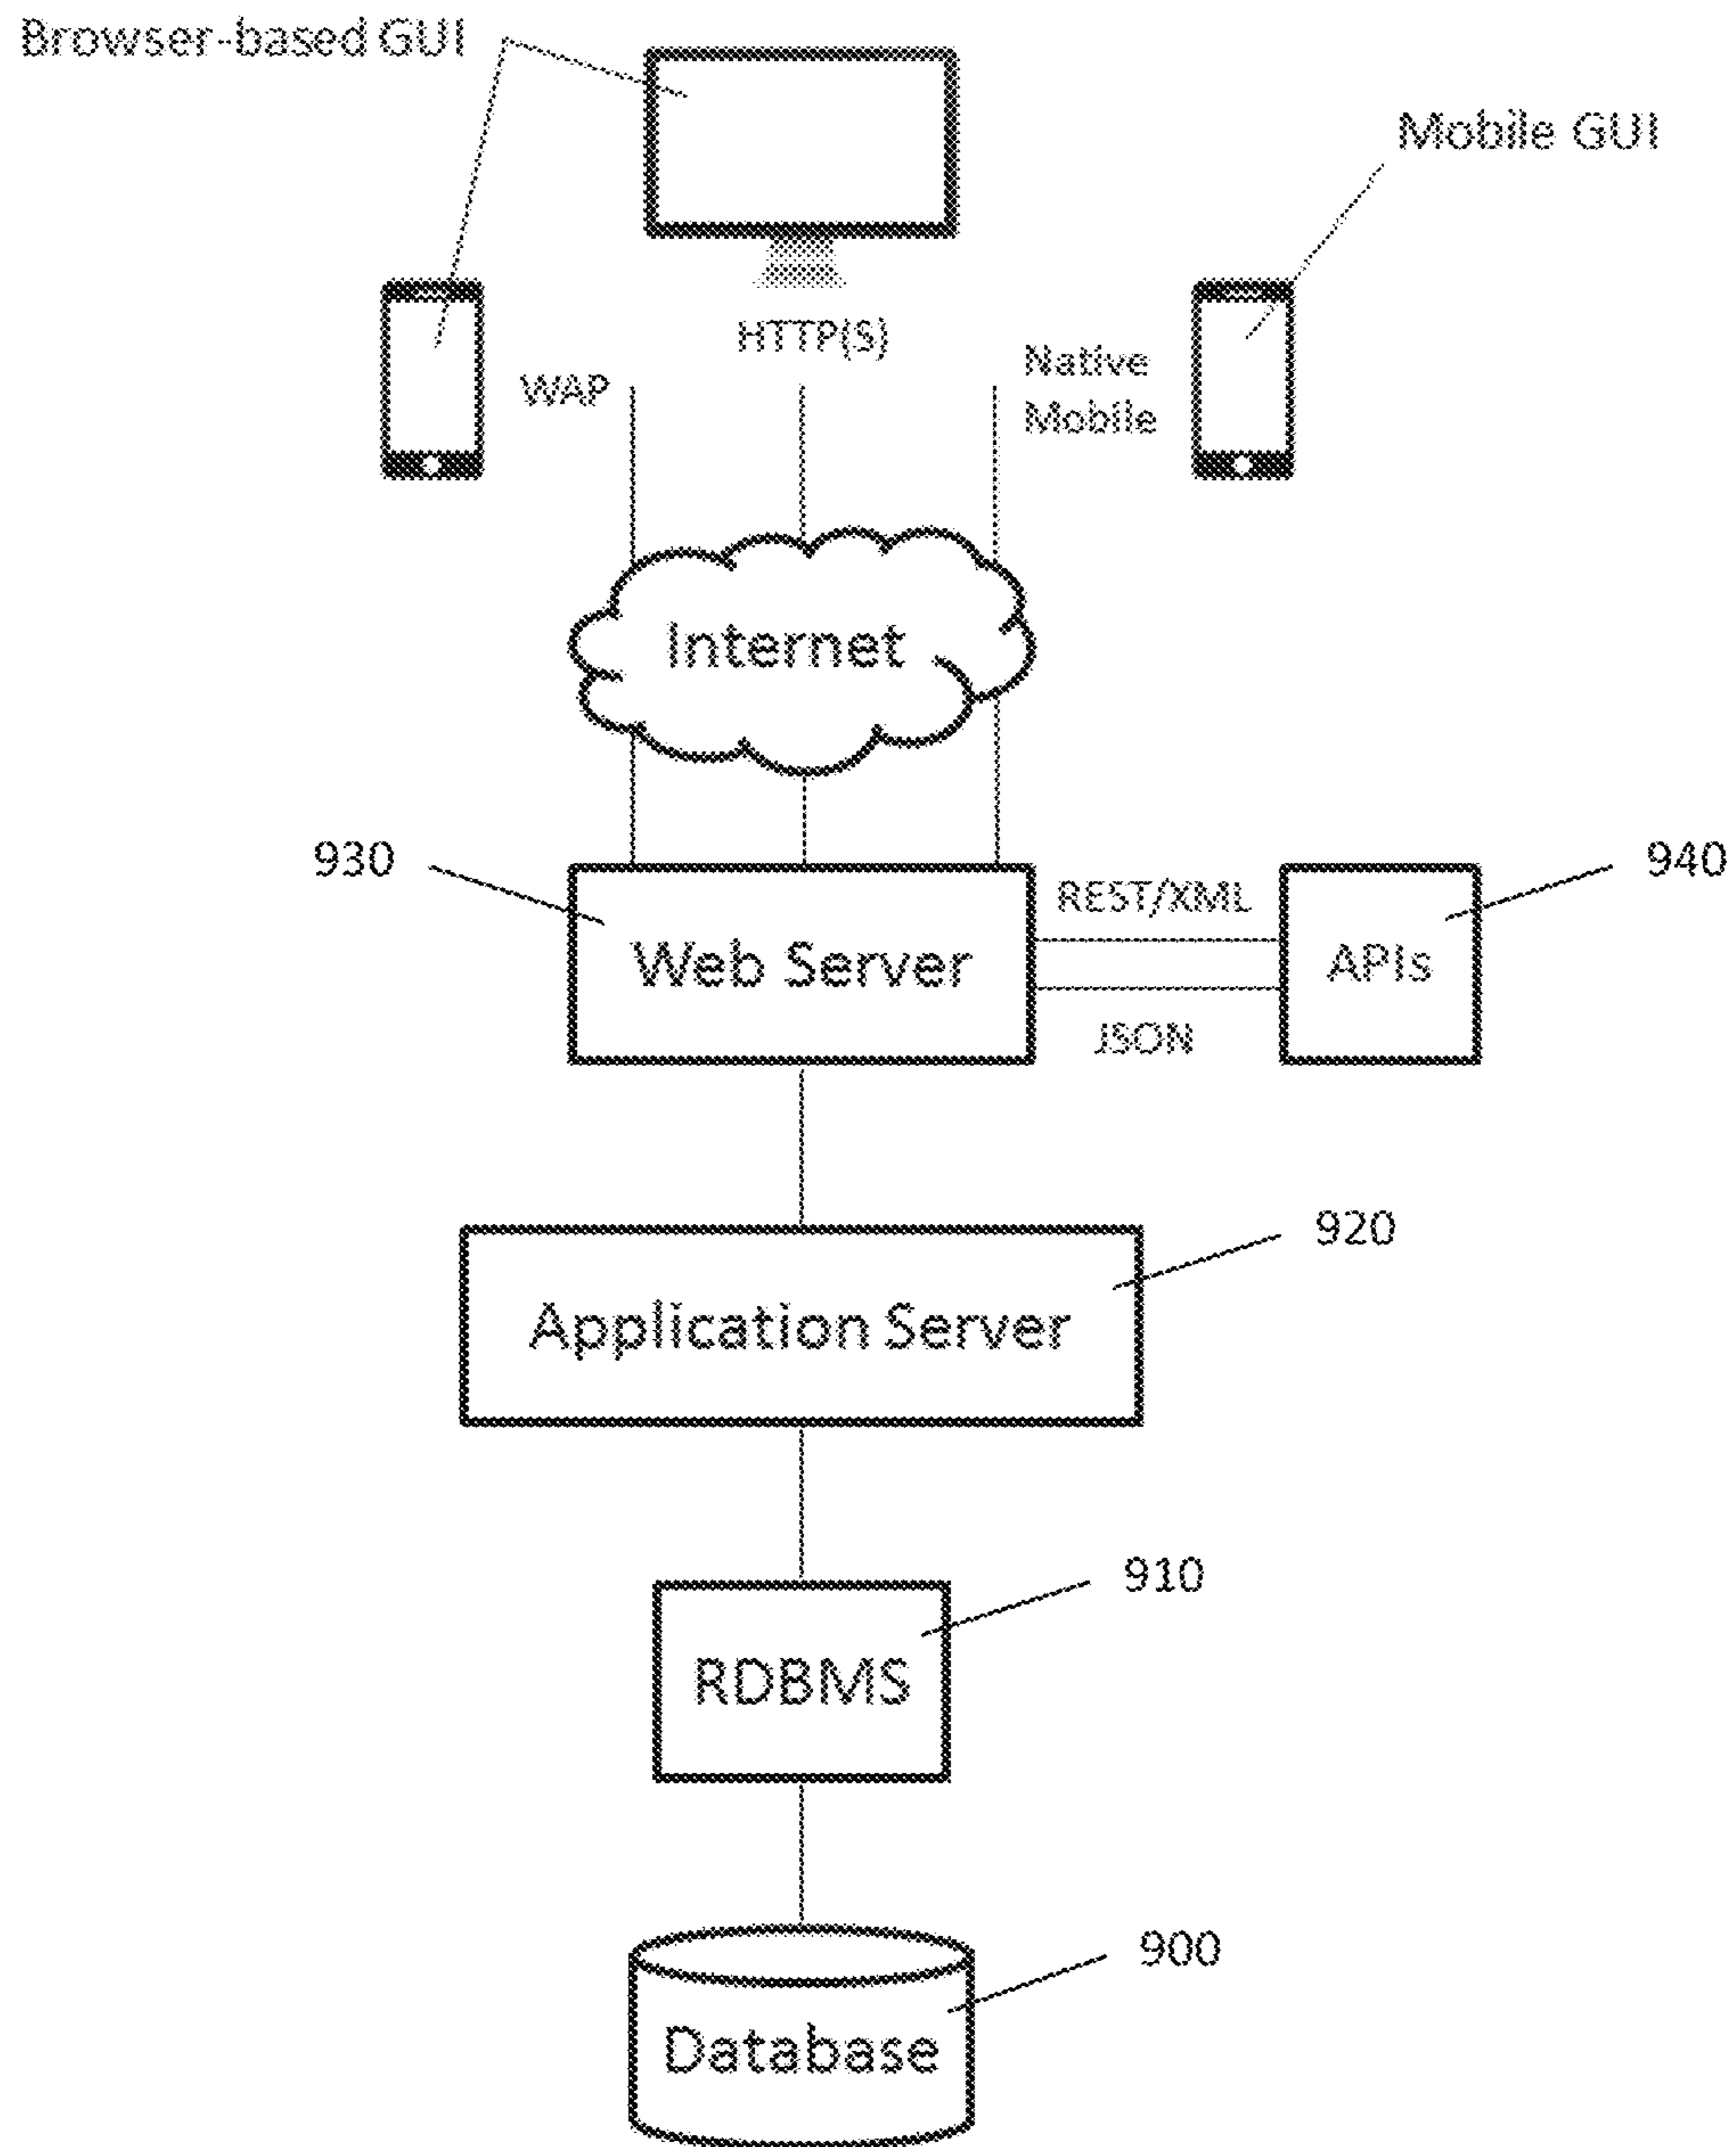 Browser-based GUI
Mobile GUI
HTTP(S)
WAP
Native
Mobile
Internet
930
940
Web Server
REST/XML
JSON
APIs
920
Application Server
910
RDBMS
900
Database